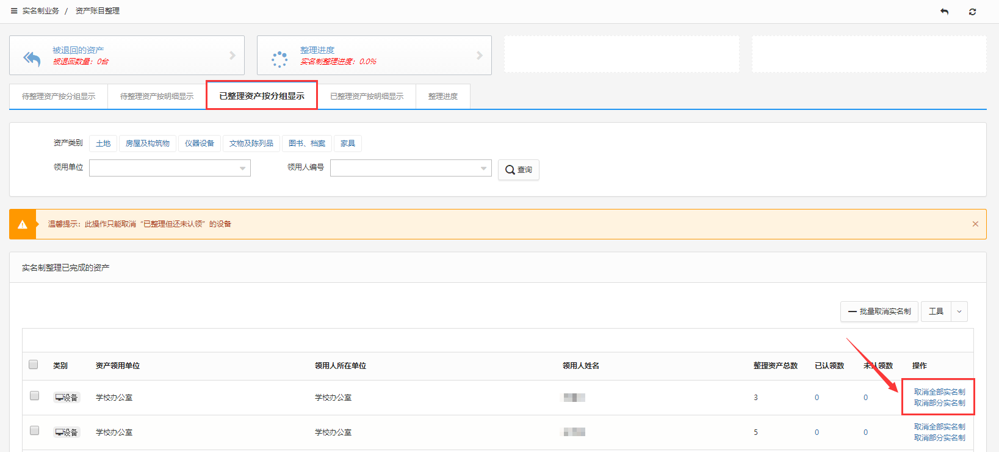 实名制业务 / 资产账目整理
被退回的资产
被退回数量：0台
整理进度
实名制整理进度：0.0%
待整理资产按分组显示 待整理资产按明细显示 已整理资产按分组显示 已整理资产按明细显示 整理进度
资产类别 土地 房屋及构筑物 仪器设备 文物及陈列品 图书、档案 家具
领用单位 领用人编号 查询
温馨提示：此操作只能取消“已整理但还未认领”的设备
实名制整理已完成的资产
批量取消实名制 工具
类别 资产领用单位 领用人所在单位 领用人姓名 整理资产总数 已认领数 未认领数 操作
设备 学校办公室 学校办公室 3 0 0 取消全部实名制
取消部分实名制
设备 学校办公室 学校办公室 5 0 0 取消全部实名制
取消部分实名制